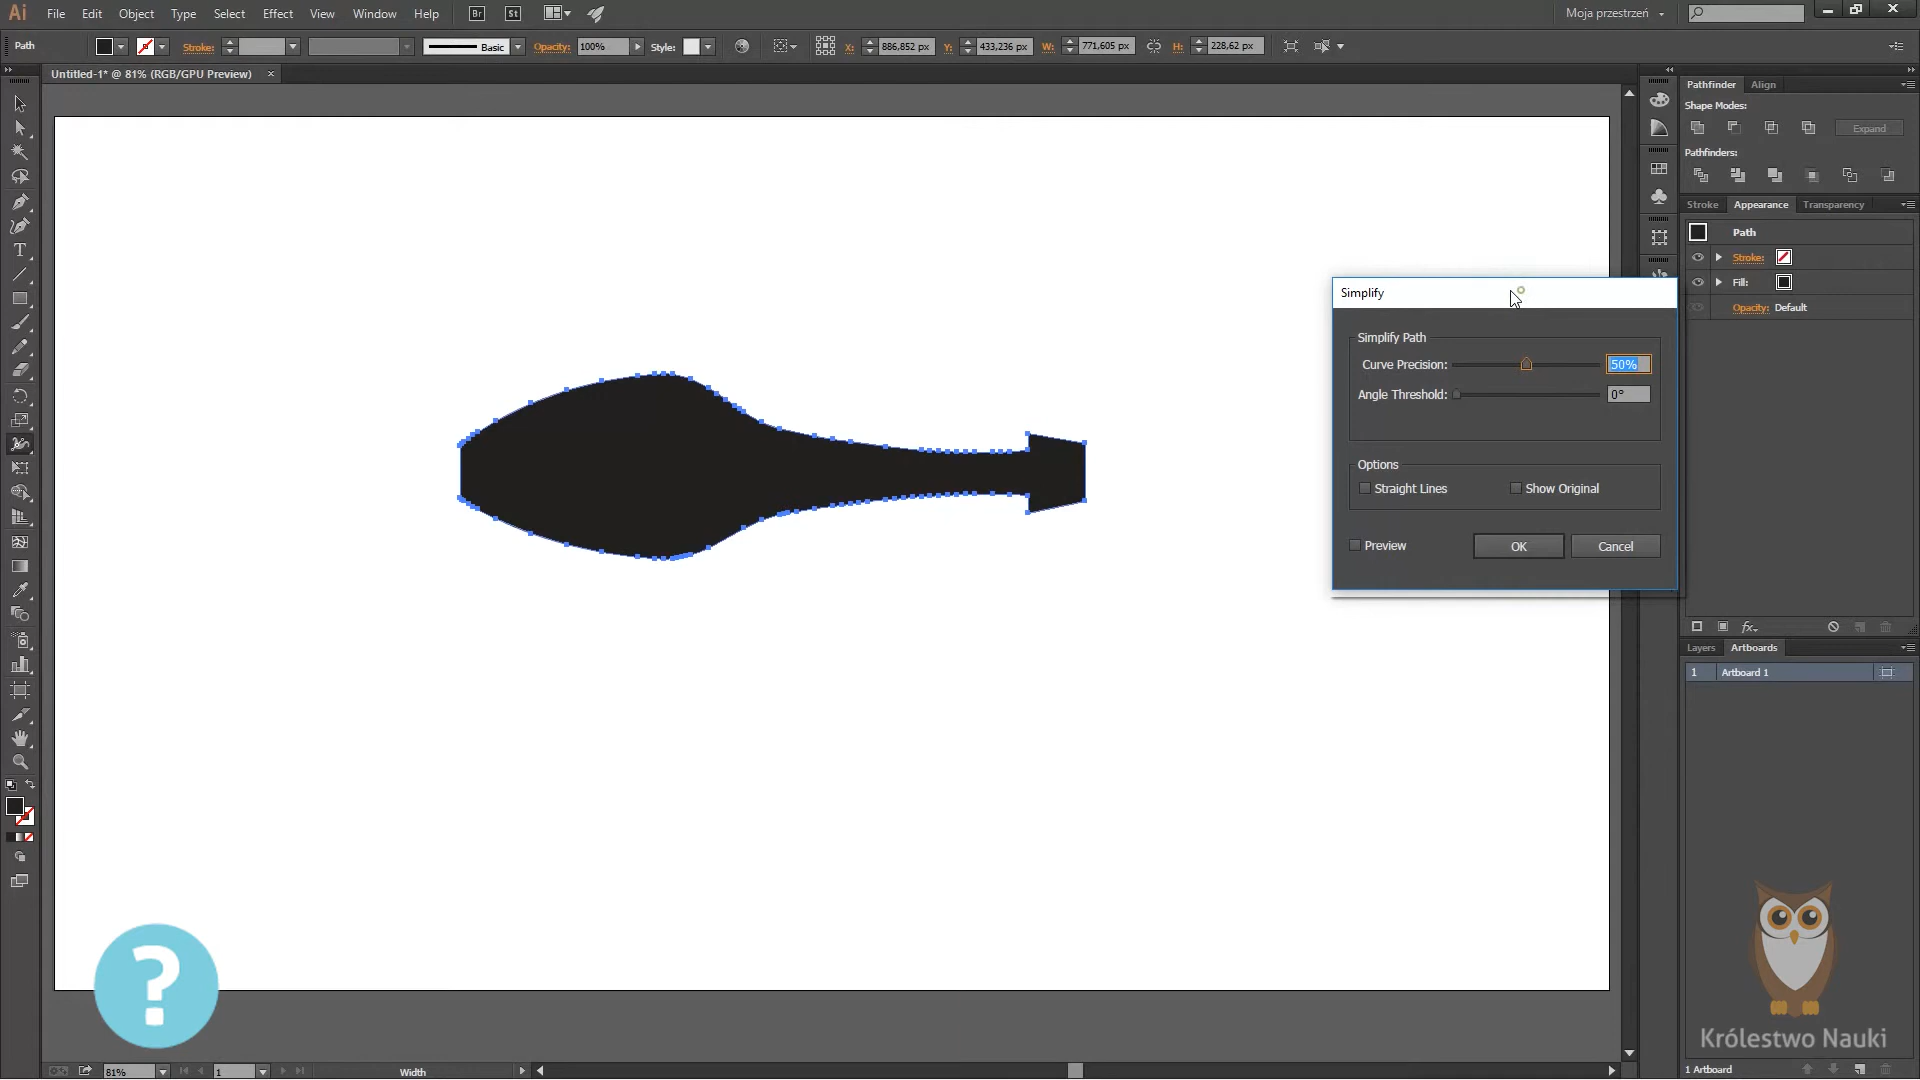 Ai File Edit Object Type Select Effect View Window Help Br St Moja przestrzeń
Path Stroke: Basic Opacity: 100% Style: X: 886,852 px Y: 433,236 px W: 771,605 px H: 228,62 px
Untitled-1* @ 81% (RGB/GPU Preview) ×
Pathfinder Align
Shape Modes:
Expand
Pathfinders:
Stroke Appearance Transparency
Path
Stroke:
Fill:
Opacity: Default
Simplify
Simplify Path
Curve Precision: 50%
Angle Threshold: 0°
Options
Straight Lines Show Original
Preview OK Cancel
fx
Layers Artboards
1 Artboard 1
?
Królestwo Nauki
81% 1 Width
1 Artboard